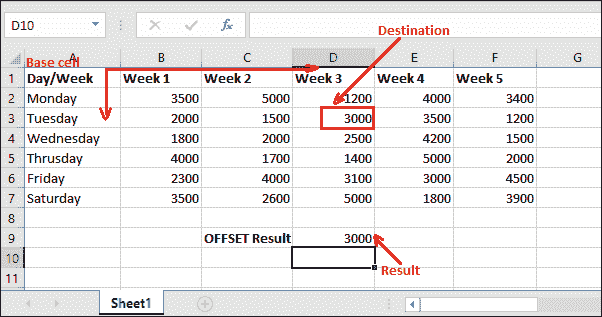 D10
fx
Destination
Base cell
A B C D E F G
1 Day/Week Week 1 Week 2 Week 3 Week 4 Week 5
2 Monday 3500 5000 1200 4000 3400
3 Tuesday 2000 1500 3000 3500 1200
4 Wednesday 1800 2000 2500 4200 1500
5 Thrusday 4000 1700 1400 5000 2000
6 Friday 2300 4000 3100 3000 4500
7 Saturday 3500 2600 5000 1800 3900
8
9 OFFSET Result 3000
10
11 Result
Sheet1